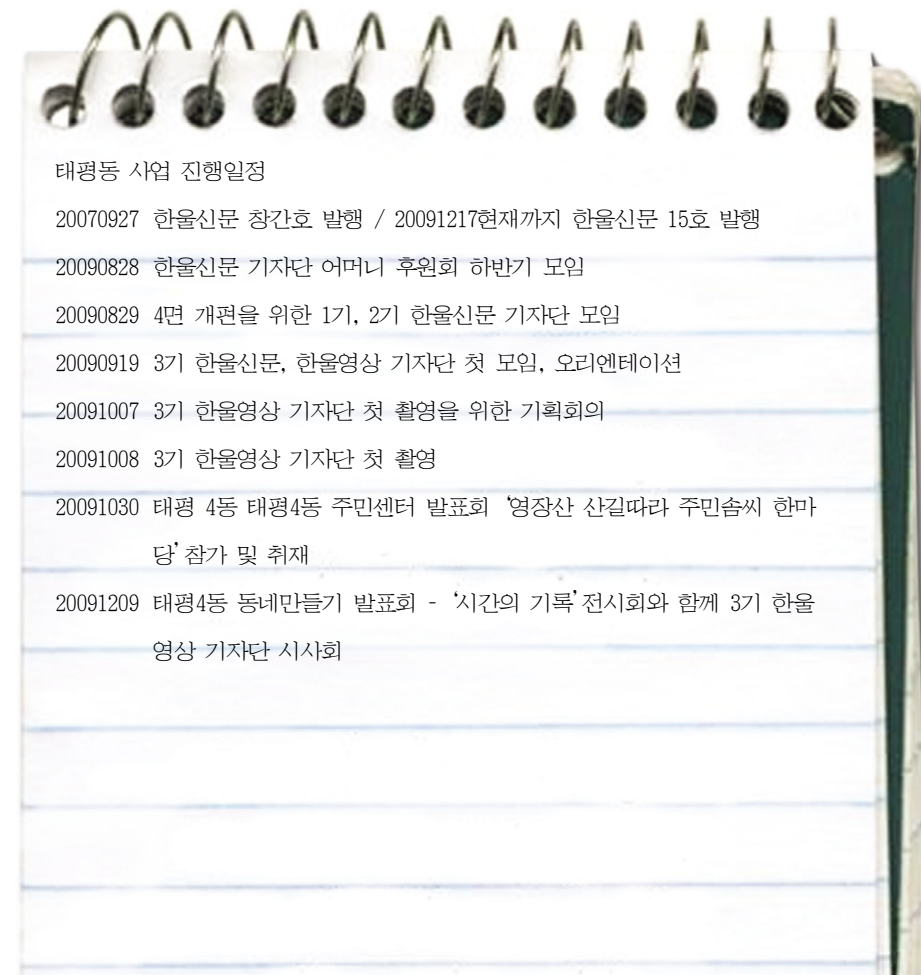 태평동 사업 진행일정
20070927 한울신문 창간호 발행 / 20091217현재까지 한울신문 15호 발행
20090828 한울신문 기자단 어머니 후원회 하반기 모임
20090829 4면 개편을 위한 1기, 2기 한울신문 기자단 모임
20090919 3기 한울신문, 한울영상 기자단 첫 모임, 오리엔테이션
20091007 3기 한울영상 기자단 첫 촬영을 위한 기획회의
20091008 3기 한울영상 기자단 첫 촬영
20091030 태평 4동 태평4동 주민센터 발표회 ‘영장산 산길따라 주민솜씨 한마
당’ 참가 및 취재
20091209 태평4동 동네만들기 발표회 - ‘시간의 기록’ 전시회와 함께 3기 한울
영상 기자단 시사회